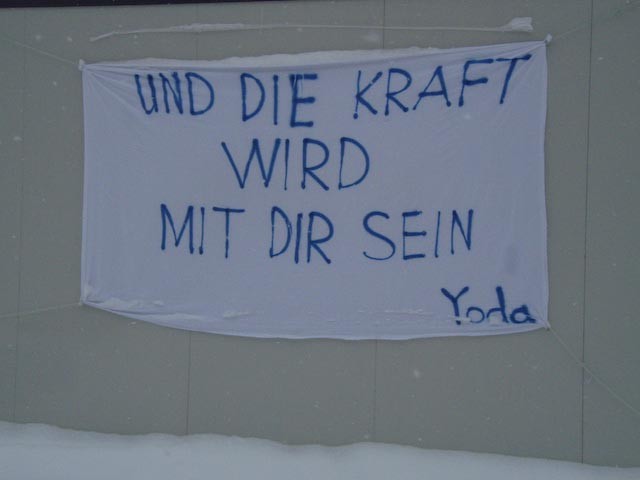 UND DIE KRAFT
WIRD
MIT DIR SEIN
Yoda